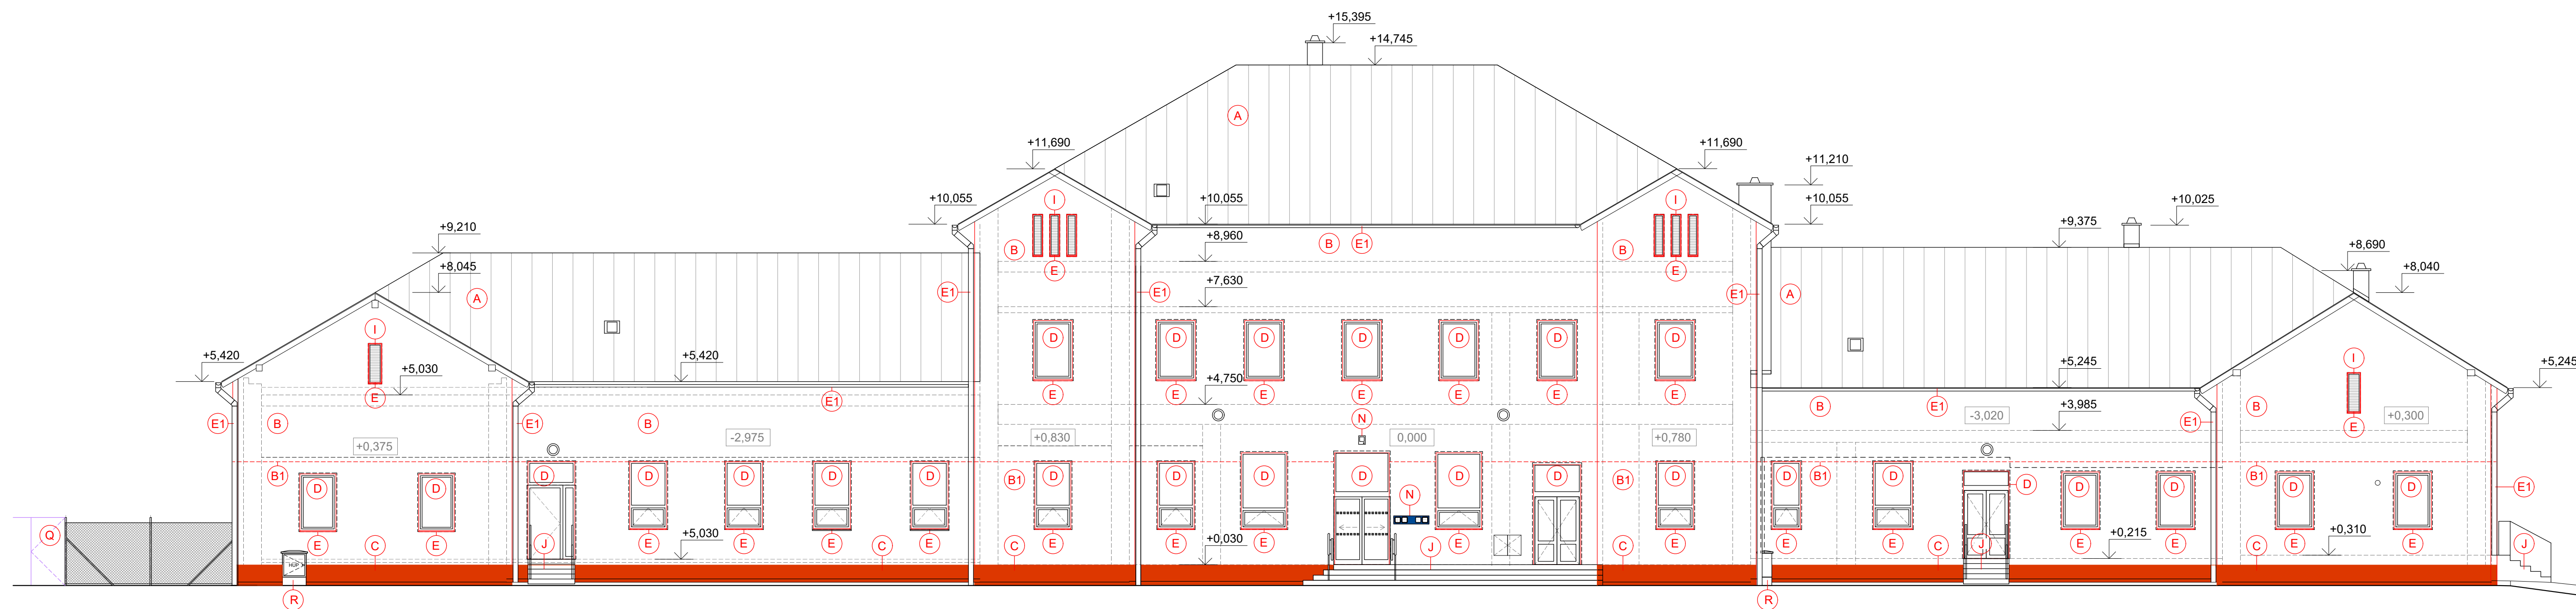 +15,395
+14,745
A
+11,690 +11,690
+11,210
+10,055 I +10,055 I +10,055 +10,025
+9,210 B +8,960 B E1 B +9,375
+8,045 E E +8,690
A E1 E1 +7,630 E1 A +8,040
I D D D D D D D I
+5,420 +5,030 +5,420 +5,245 +5,245
E E1 E E E E E E E +4,750 E1 E
E1 B E1 B N B -3,020 +3,985 E1 B
+0,375 -2,975 +0,830 0,000 +0,780 +0,300
B1 D D D D D D B1 D D D D D D B1 D D B1 D D D D B1 D D E1
N
Q E E E E E E E E E E E E E E E E E E
C +5,030 C C +0,030 C C +0,215 C +0,310
HUP J J J J
R R